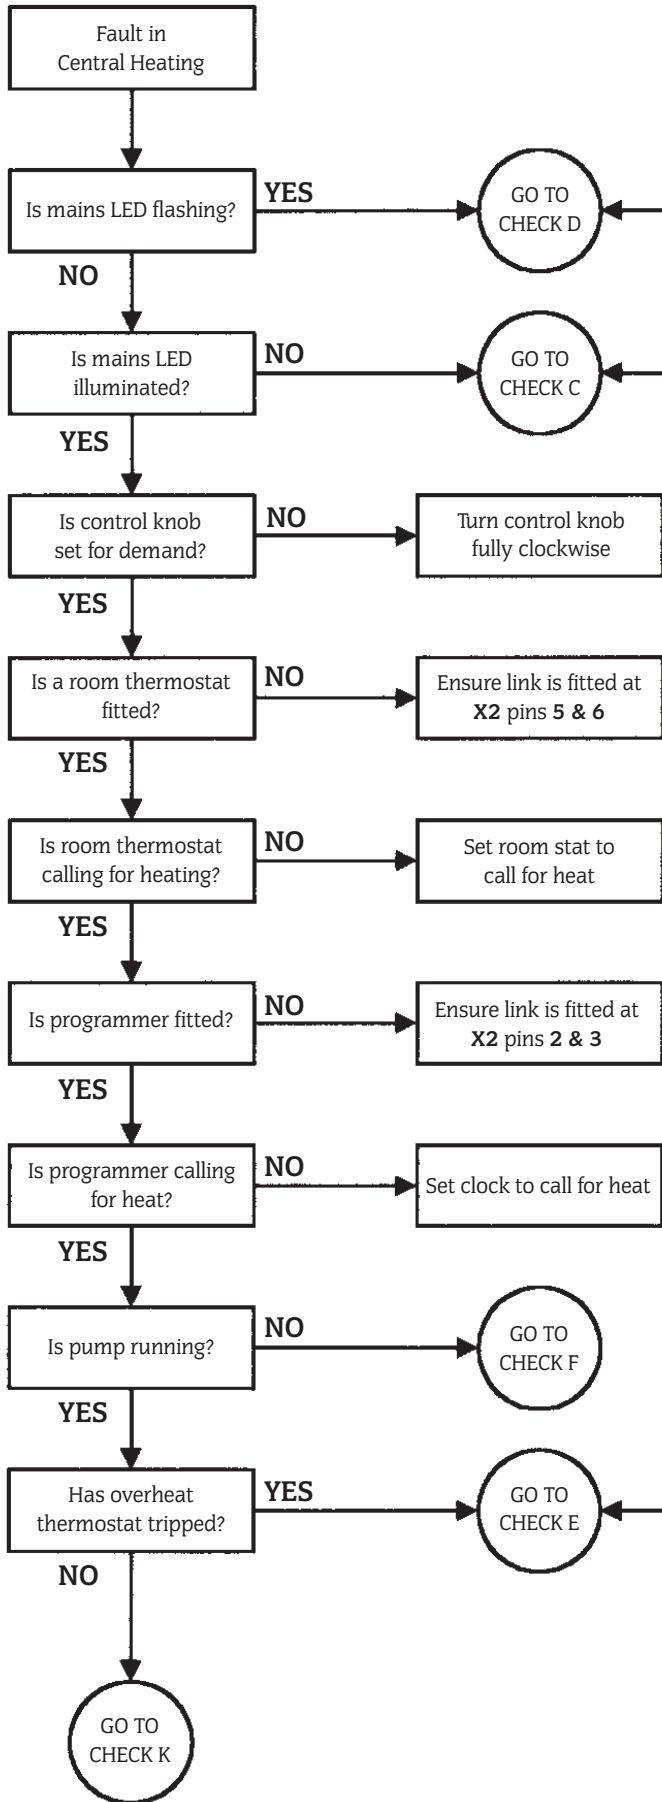 Fault in
Central Heating
Is mains LED flashing?
YES
GO TO
CHECK D
NO
Is mains LED
illuminated?
NO
GO TO
CHECK C
YES
Is control knob
set for demand?
NO
Turn control knob
fully clockwise
YES
Is a room thermostat
fitted?
NO
Ensure link is fitted at
X2 pins 5 & 6
YES
Is room thermostat
calling for heating?
NO
Set room stat to
call for heat
YES
Is programmer fitted?
NO
Ensure link is fitted at
X2 pins 2 & 3
YES
Is programmer calling
for heat?
NO
Set clock to call for heat
YES
Is pump running?
NO
GO TO
CHECK F
YES
Has overheat
thermostat tripped?
YES
GO TO
CHECK E
NO
GO TO
CHECK K